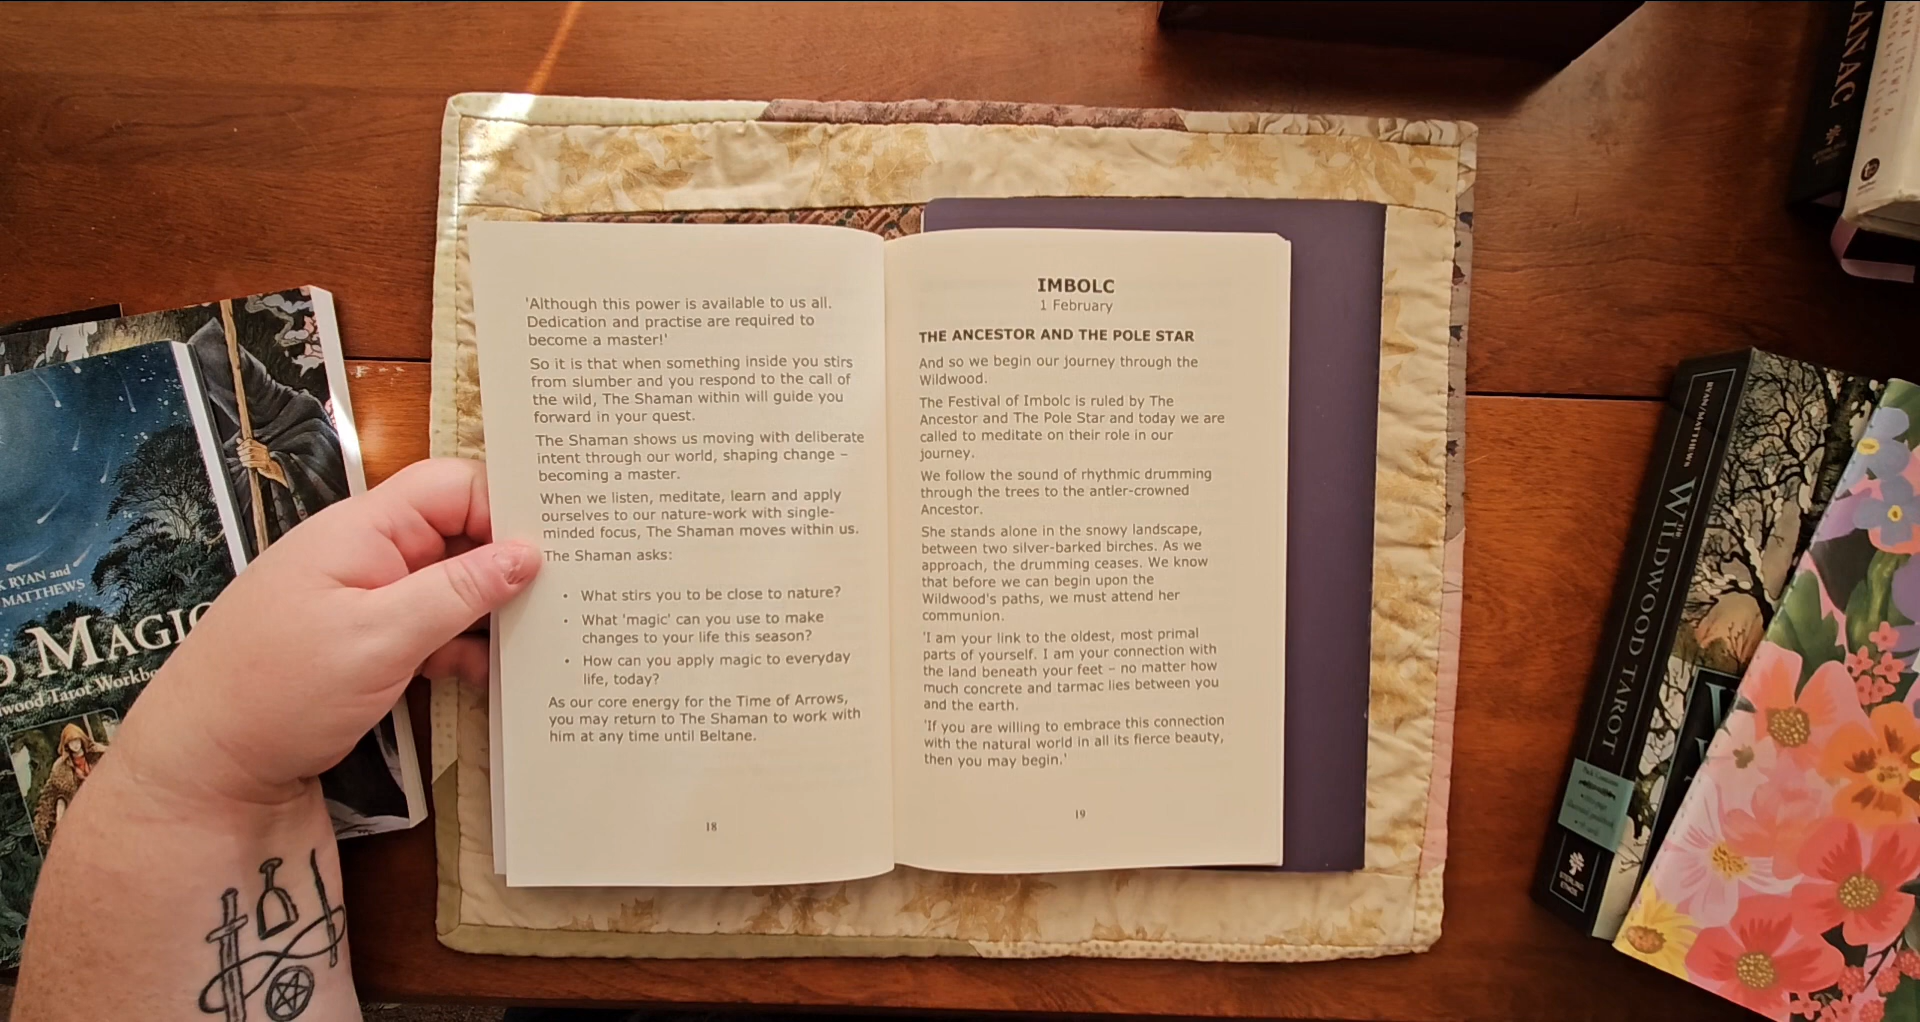 'Although this power is available to us all.
Dedication and practise are required to
become a master!'
So it is that when something inside you stirs
from slumber and you respond to the call of
the wild, The Shaman within will guide you
forward in your quest.
The Shaman shows us moving with deliberate
intent through our world, shaping change –
becoming a master.
When we listen, meditate, learn and apply
ourselves to our nature-work with single-
minded focus, The Shaman moves within us.
The Shaman asks:
• What stirs you to be close to nature?
• What 'magic' can you use to make
changes to your life this season?
• How can you apply magic to everyday
life, today?
As our core energy for the Time of Arrows,
you may return to The Shaman to work with
him at any time until Beltane.
18
IMBOLC
1 February
THE ANCESTOR AND THE POLE STAR
And so we begin our journey through the
Wildwood.
The Festival of Imbolc is ruled by The
Ancestor and The Pole Star and today we are
called to meditate on their role in our
journey.
We follow the sound of rhythmic drumming
through the trees to the antler-crowned
Ancestor.
She stands alone in the snowy landscape,
between two silver-barked birches. As we
approach, the drumming ceases. We know
that before we can begin upon the
Wildwood's paths, we must attend her
communion.
'I am your link to the oldest, most primal
parts of yourself. I am your connection with
the land beneath your feet – no matter how
much concrete and tarmac lies between you
and the earth.
'If you are willing to embrace this connection
with the natural world in all its fierce beauty,
then you may begin.'
19
K RYAN and
MATTHEWS
D MAGIC
wood Tarot Workbo
RYAN/MATTHEWS
THE WILDWOOD TAROT
STERLING
ETHOS
LANAC